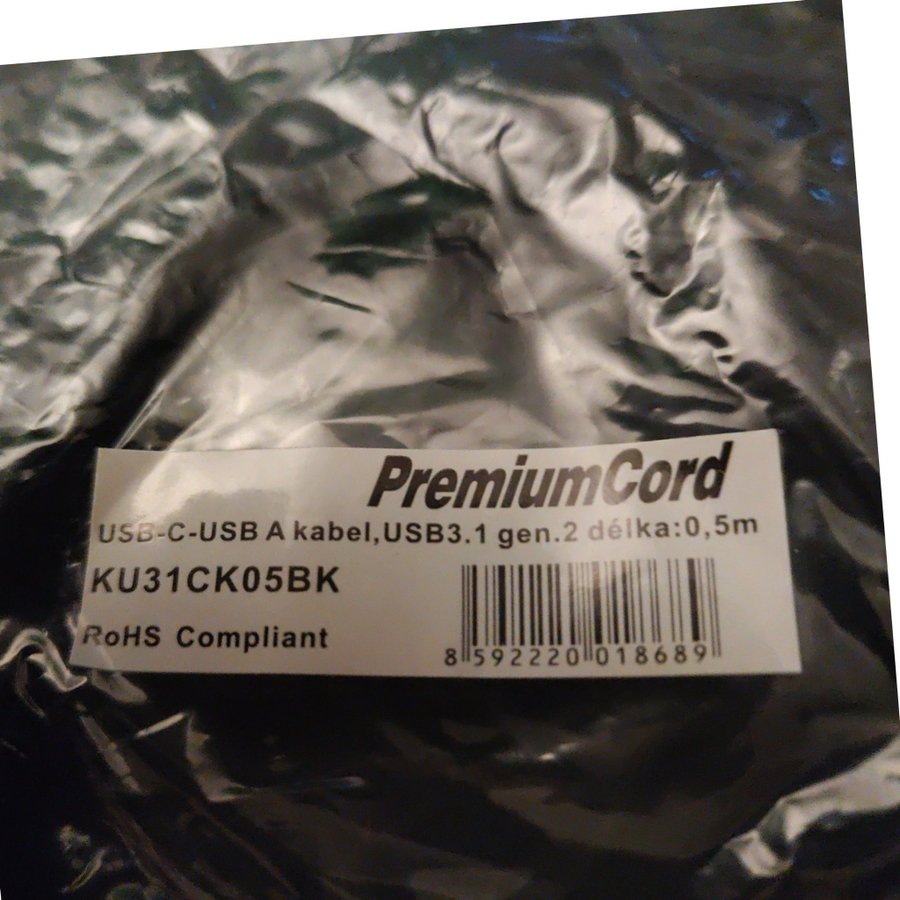 PremiumCord
USB-C-USB A kabel,USB3.1 gen.2 délka:0,5m
KU31CK05BK
RoHS Compliant
8 592220 018689